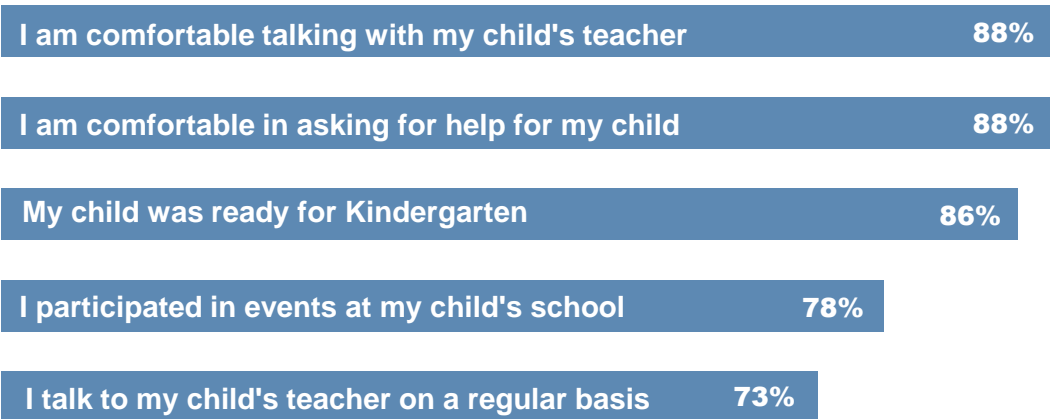 I am comfortable talking with my child's teacher 88%
I am comfortable in asking for help for my child 88%
My child was ready for Kindergarten 86%
I participated in events at my child's school 78%
I talk to my child's teacher on a regular basis 73%